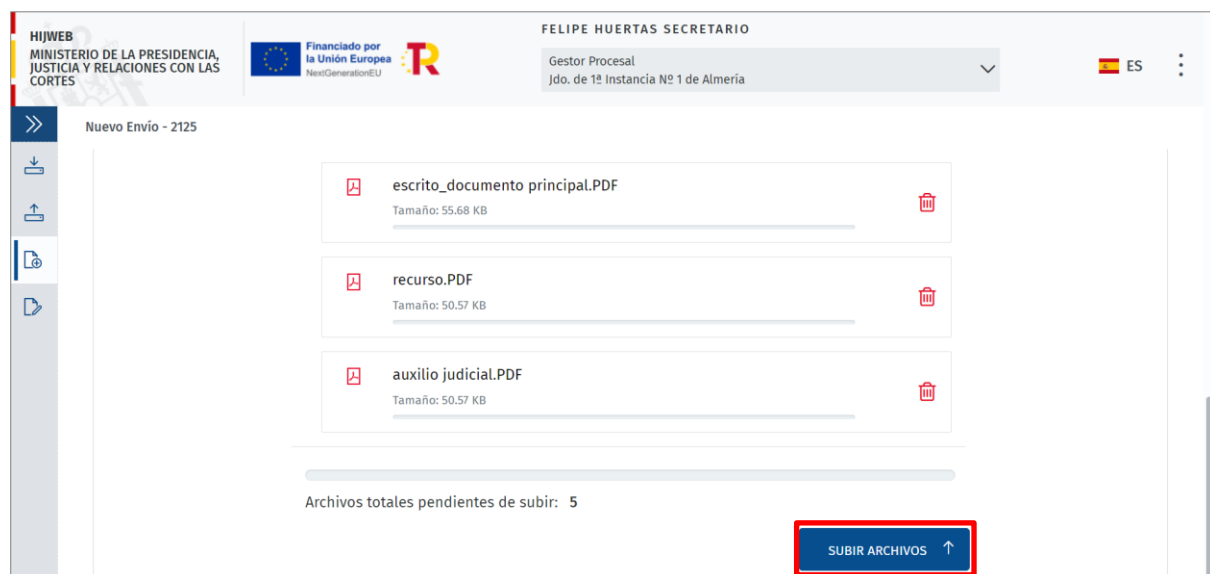 HIJWEB
MINISTERIO DE LA PRESIDENCIA,
JUSTICIA Y RELACIONES CON LAS
CORTES
Financiado por
la Unión Europea
NextGenerationEU
FELIPE HUERTAS SECRETARIO
Gestor Procesal
Jdo. de 1ª Instancia Nº 1 de Almería
ES
Nuevo Envío - 2125
escrito_documento principal.PDF
Tamaño: 55.68 KB
recurso.PDF
Tamaño: 50.57 KB
auxilio judicial.PDF
Tamaño: 50.57 KB
Archivos totales pendientes de subir: 5
SUBIR ARCHIVOS